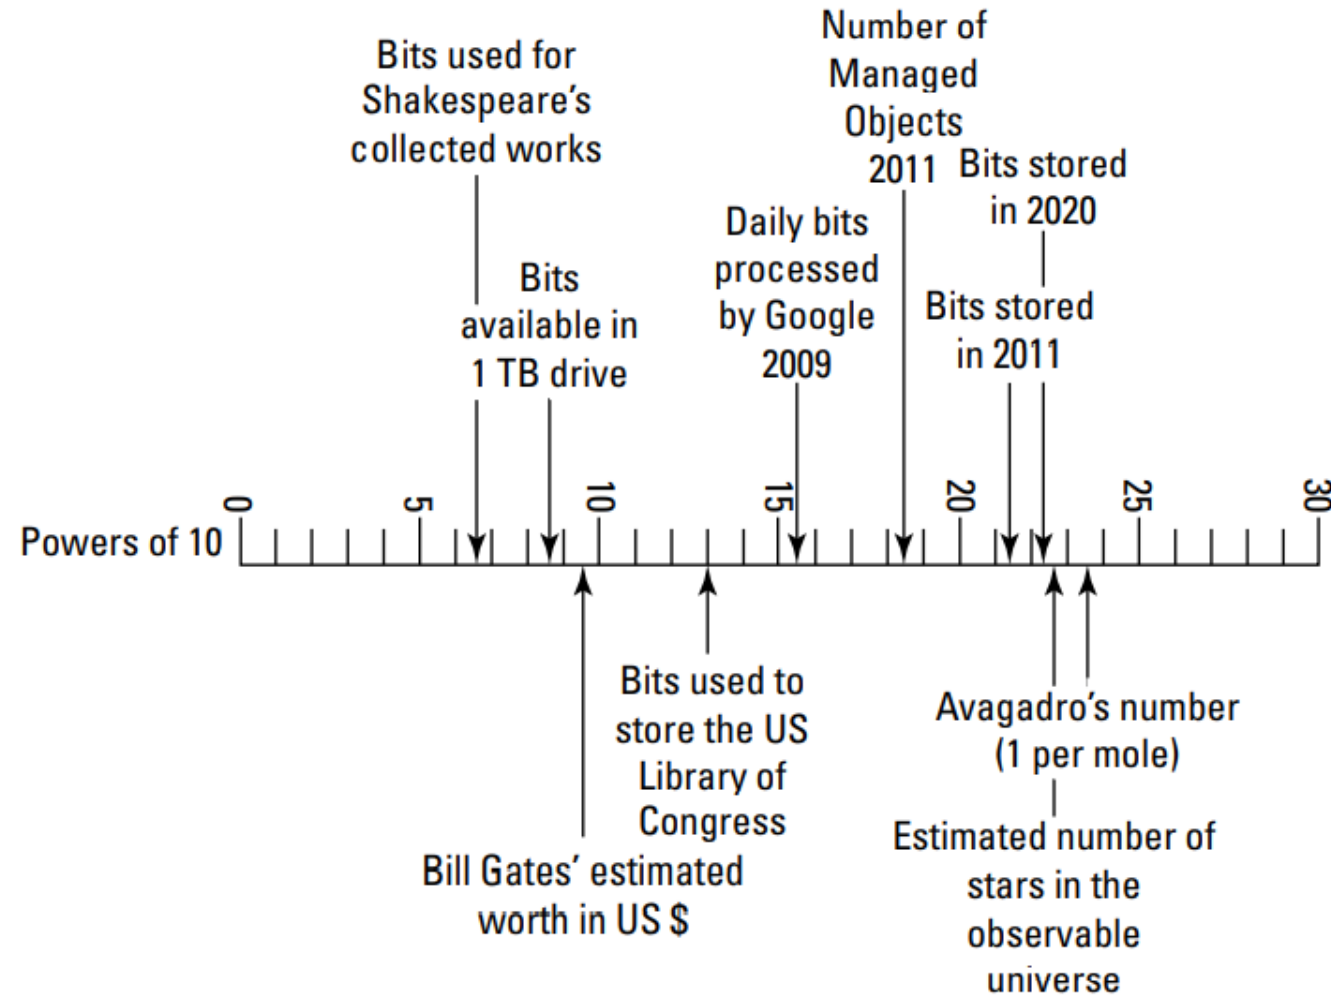 Number of
Managed
Objects
2011
Bits used for
Shakespeare's
collected works
Bits stored
in 2020
Daily bits
processed
by Google
2009
Bits
available in
1 TB drive
Bits stored
in 2011
Powers of 10
0
5
10
15
20
25
30
Bits used to
store the US
Library of
Congress
Avagadro's number
(1 per mole)
Bill Gates' estimated
worth in US $
Estimated number of
stars in the
observable
universe